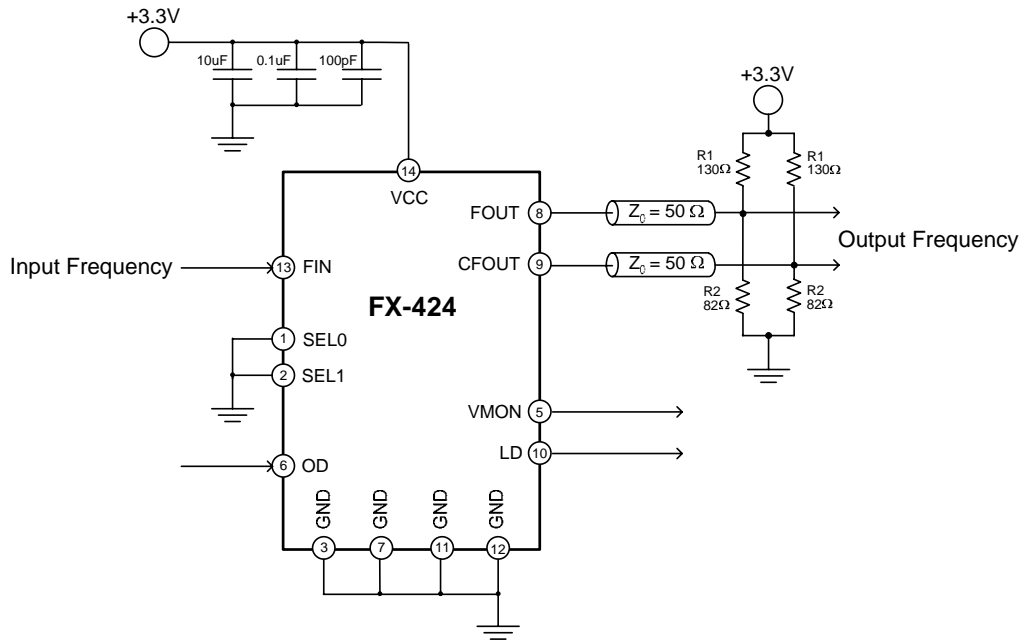 +3.3V
10uF 0.1uF 100pF
+3.3V
R1
130Ω
R1
130Ω
14
VCC
FOUT 8 Z0 = 50 Ω
Output Frequency
Input Frequency 13 FIN
CFOUT 9 Z0 = 50 Ω
R2
82Ω
R2
82Ω
FX-424
1 SEL0
2 SEL1
VMON 5
LD 10
6 OD
GND GND GND GND
3 7 11 12